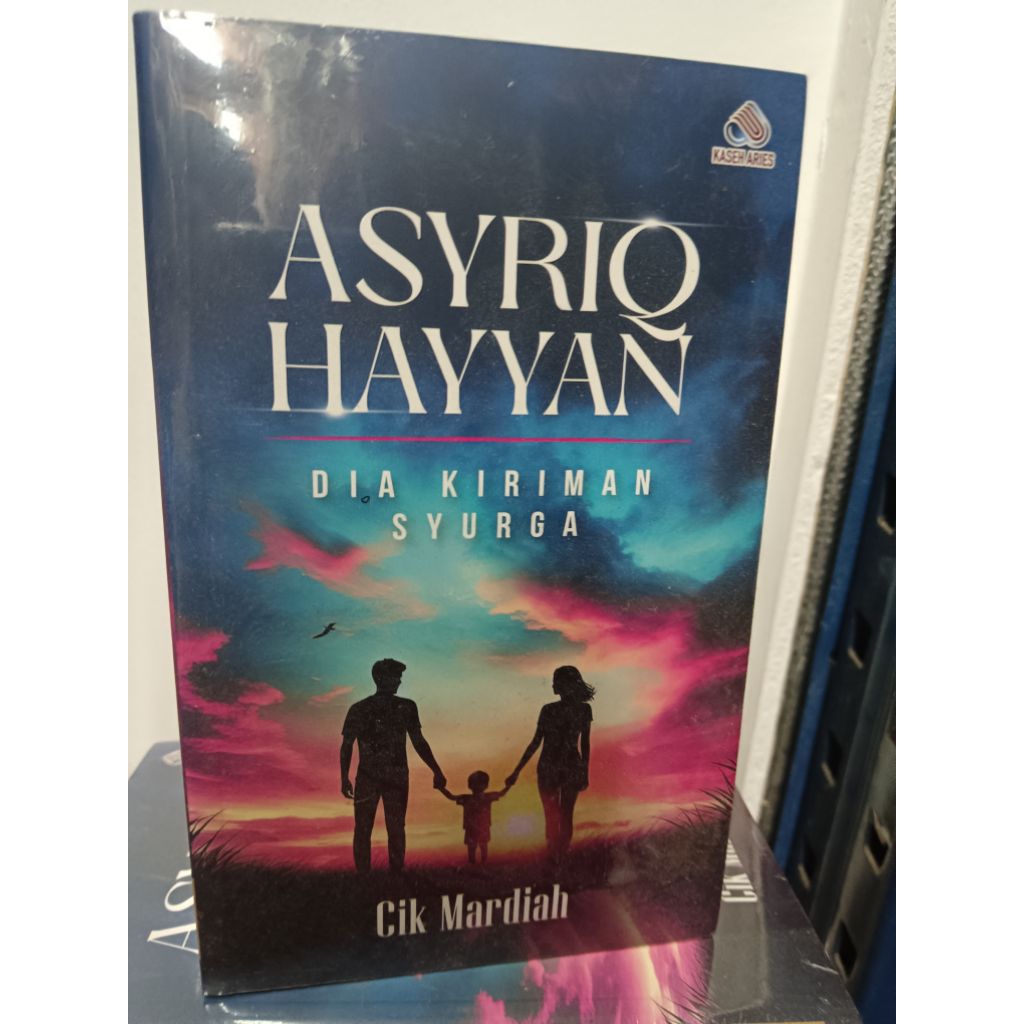 KASEH ARIES
ASYRIQ
HAYYAN
DIA KIRIMAN
SYURGA
Cik Mardiah